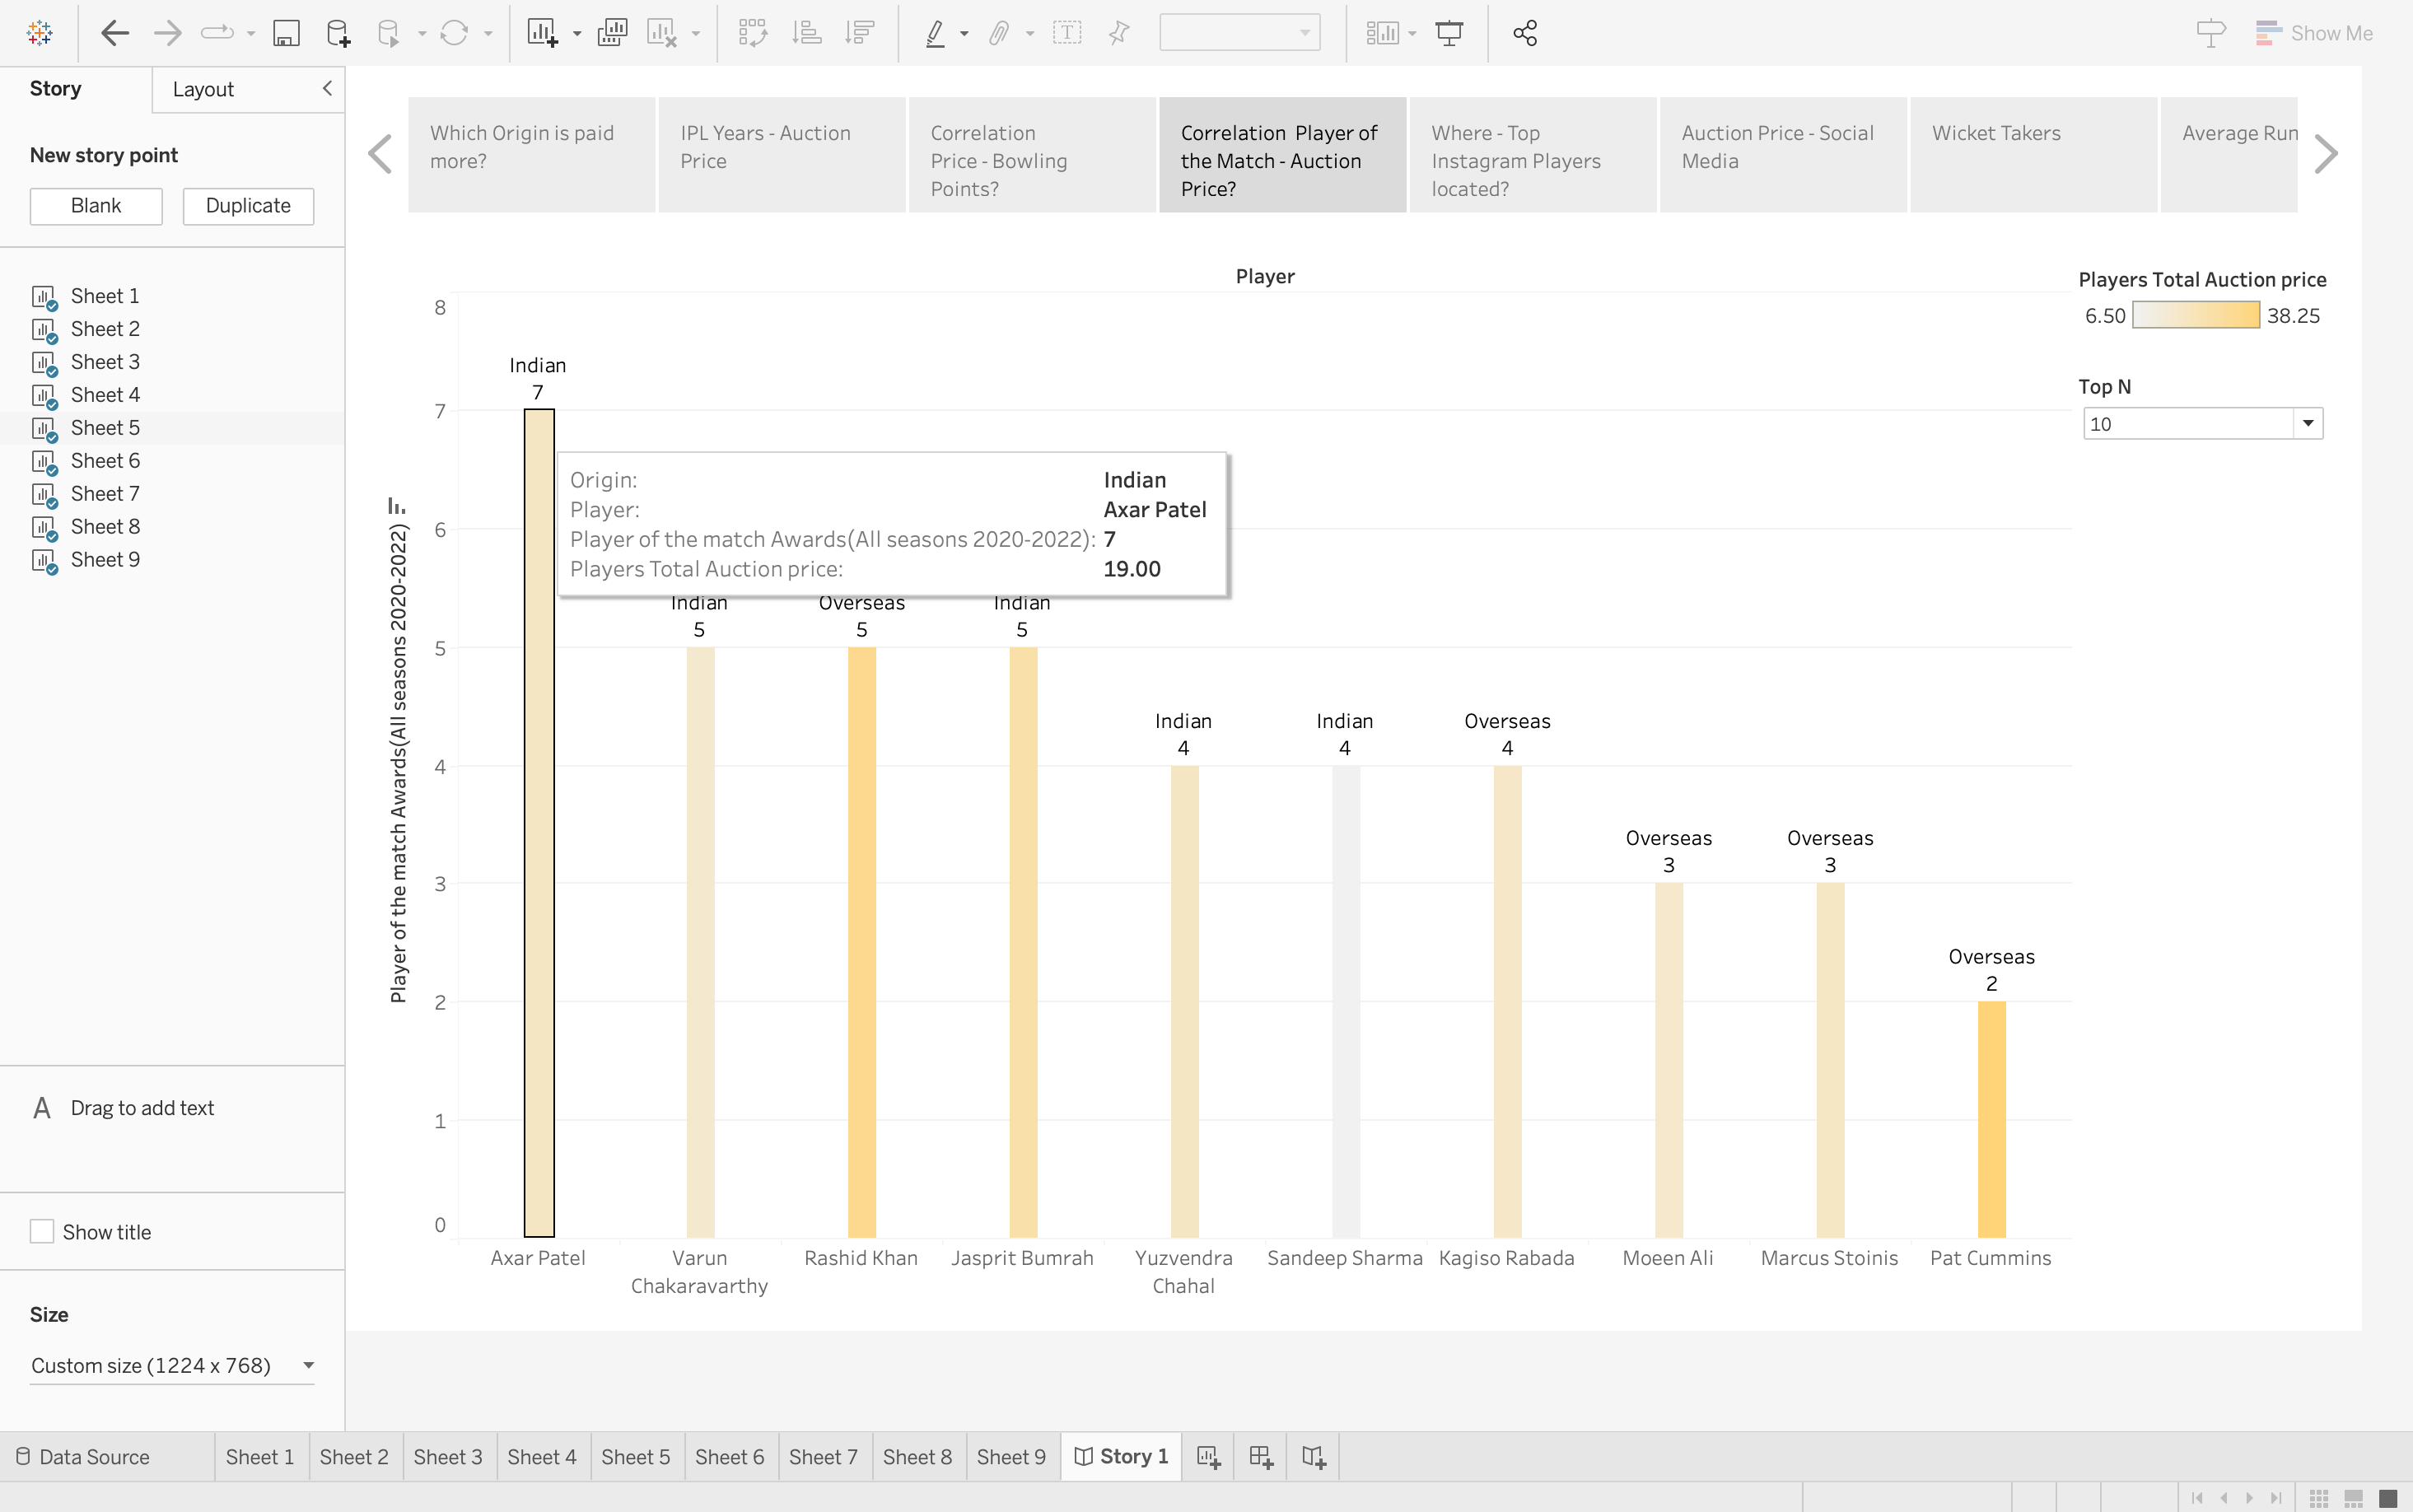 Show Me
Story
Layout
New story point
Blank
Duplicate
Sheet 1
Sheet 2
Sheet 3
Sheet 4
Sheet 5
Sheet 6
Sheet 7
Sheet 8
Sheet 9
A Drag to add text
Show title
Size
Custom size (1224 x 768)
Which Origin is paid
more?
IPL Years - Auction
Price
Correlation
Price - Bowling
Points?
Correlation Player of
the Match - Auction
Price?
Where - Top
Instagram Players
located?
Auction Price - Social
Media
Wicket Takers
Average Run
Player
Player of the match Awards(All seasons 2020-2022)
8
7
6
5
4
3
2
1
0
Indian
7
Origin: Indian
Player: Axar Patel
Player of the match Awards(All seasons 2020-2022): 7
Players Total Auction price: 19.00
Indian
5
Overseas
5
Indian
5
Indian
4
Indian
4
Overseas
4
Overseas
3
Overseas
3
Overseas
2
Axar Patel
Varun
Chakaravarthy
Rashid Khan
Jasprit Bumrah
Yuzvendra
Chahal
Sandeep Sharma
Kagiso Rabada
Moeen Ali
Marcus Stoinis
Pat Cummins
Players Total Auction price
6.50 38.25
Top N
10
Data Source
Sheet 1
Sheet 2
Sheet 3
Sheet 4
Sheet 5
Sheet 6
Sheet 7
Sheet 8
Sheet 9
Story 1